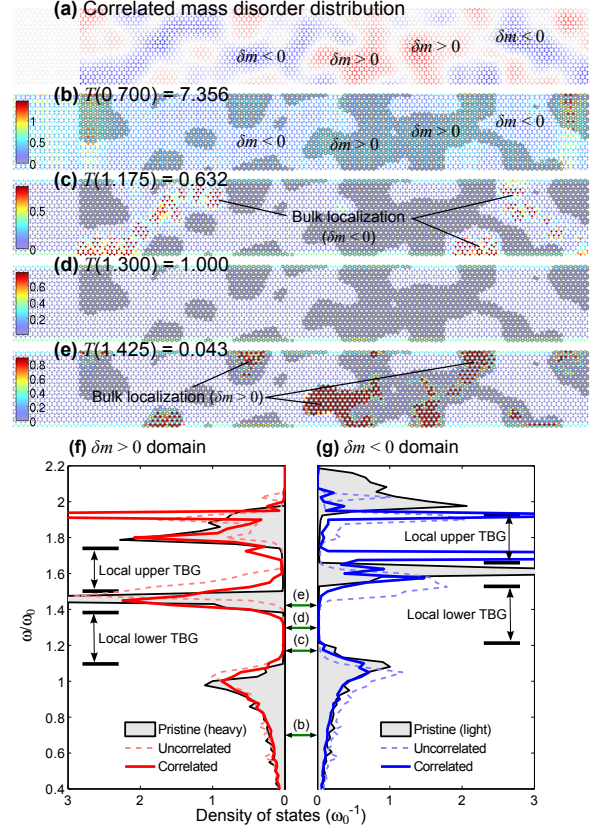 (a) Correlated mass disorder distribution
δm < 0
δm > 0
δm > 0
δm < 0
(b) T(0.700) = 7.356
1
0
δm < 0
δm > 0
δm > 0
δm < 0
(c) T(1.175) = 0.632
0.5
0
Bulk localization
(δm < 0)
(d) T(1.300) = 1.000
0.8
0.6
0.4
0.2
0
(e) T(1.425) = 0.043
0.8
0.6
0.4
0.2
0
Bulk localization (δm > 0)
(f) δm > 0 domain
(g) δm < 0 domain
2.2
2
1.8
1.6
1.4
1.2
1
0.8
0.6
0.4
ω/ω0
Local upper TBG
Local lower TBG
Local upper TBG
Local lower TBG
(e)
(d)
(c)
(b)
Pristine (heavy)
Uncorrelated
Correlated
Pristine (light)
Uncorrelated
Correlated
3 2 1 0 0 1 2 3
Density of states (ω0⁻¹)